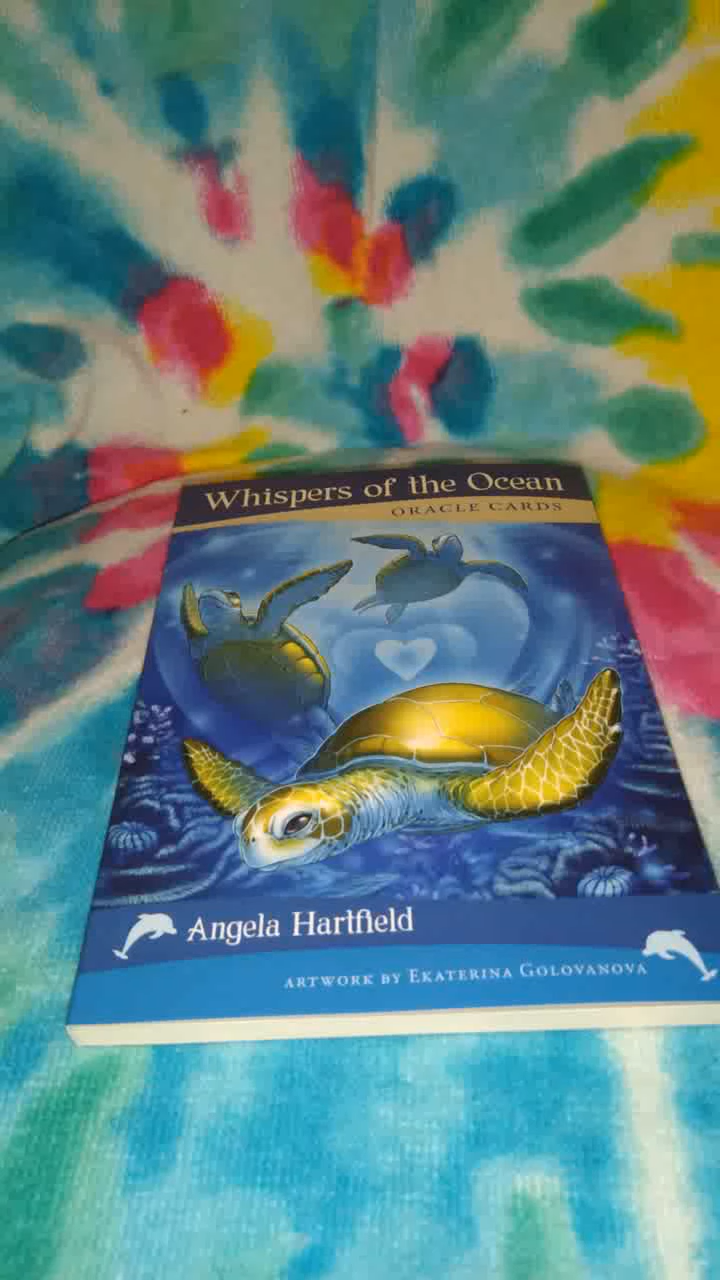 Whispers of the Ocean
ORACLE CARDS
Angela Hartfield
ARTWORK BY EKATERINA GOLOVANOVA